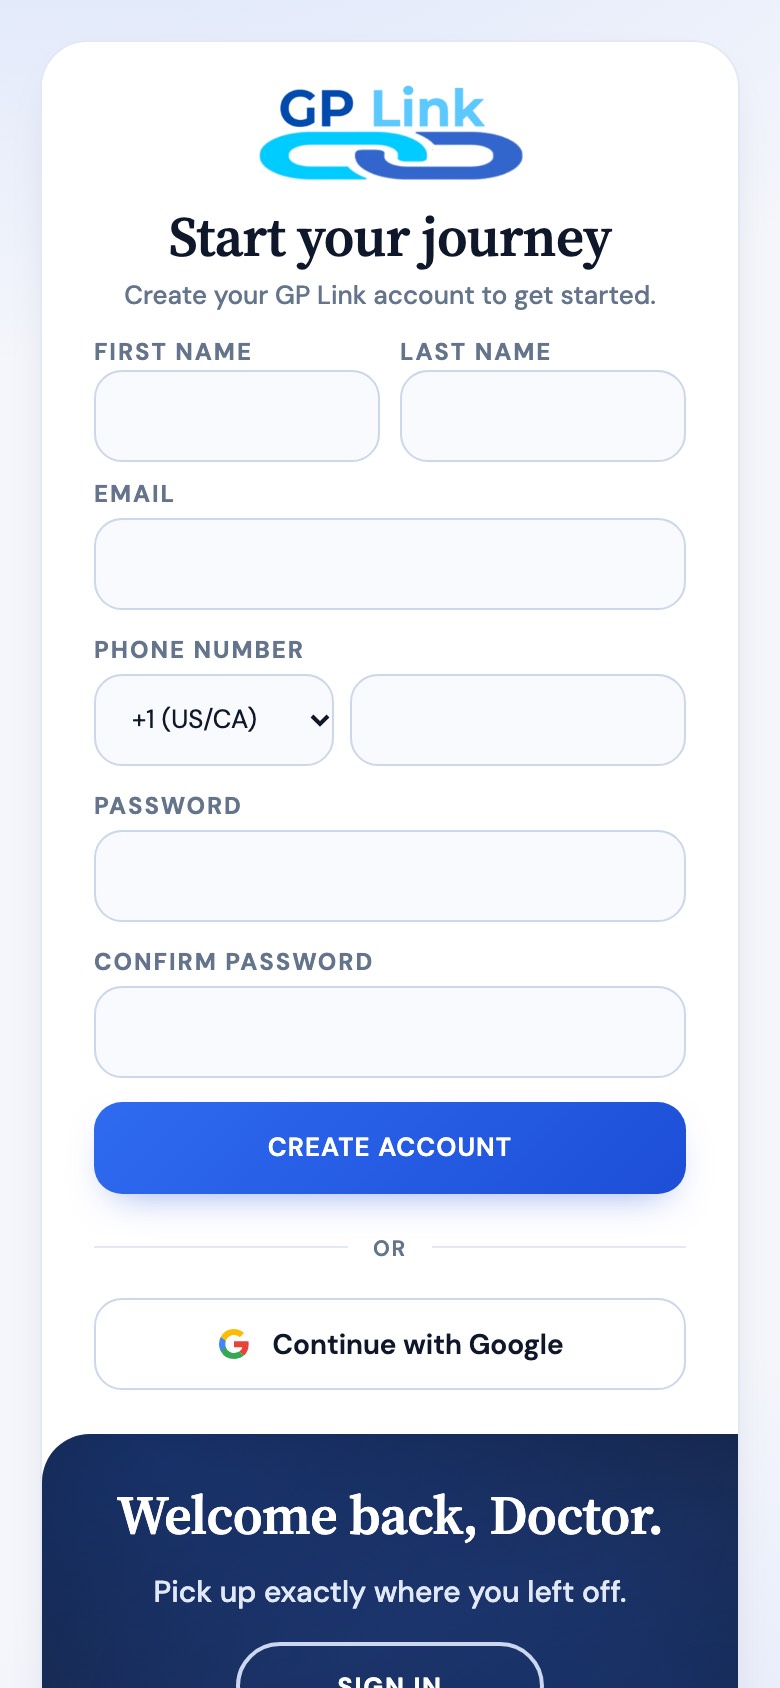 GP Link
Start your journey
Create your GP Link account to get started.
FIRST NAME
LAST NAME
EMAIL
PHONE NUMBER
+1 (US/CA)
PASSWORD
CONFIRM PASSWORD
CREATE ACCOUNT
OR
Continue with Google
Welcome back, Doctor.
Pick up exactly where you left off.
SIGN IN